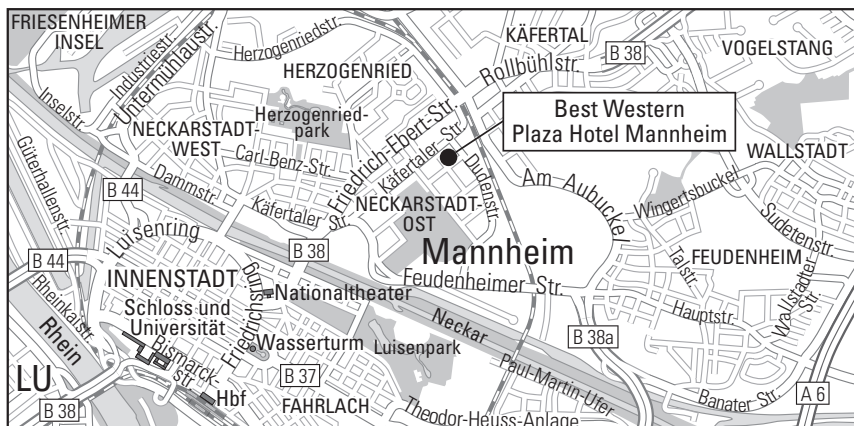 FRIESENHEIMER
INSEL
Industriestr.
Untermühlaustr.
Herzogenriedstr.
KÄFERTAL
B 38
VOGELSTANG
Rollbühlstr.
HERZOGENRIED
Inselstr.
Herzogenried-
park
Friedrich-Ebert-Str.
Best Western
Plaza Hotel Mannheim
NECKARSTADT-
WEST
Carl-Benz-Str.
Käfertaler Str.
Dudenstr.
WALLSTADT
Güterhallenstr.
B 44
Dammstr.
Am Aubuckel
Wingertsbuckel
Käfertaler
Str.
NECKARSTADT-
OST
Sudetenstr.
Luisenring
B 38
Mannheim
Talstr.
FEUDENHEIM
B 44
INNENSTADT
Feudenheimer Str.
Wallstadter
Str.
Rheinkaistr.
Schloss und
Universität
Friedrichsring
Nationaltheater
Hauptstr.
Rhein
Neckar
B 38a
Wasserturm
Luisenpark
Bismarck-
str.
B 37
Paul-Martin-Ufer
LU
Hbf
Banater Str.
A 6
B 38
FAHRLACH
Theodor-Heuss-Anlage